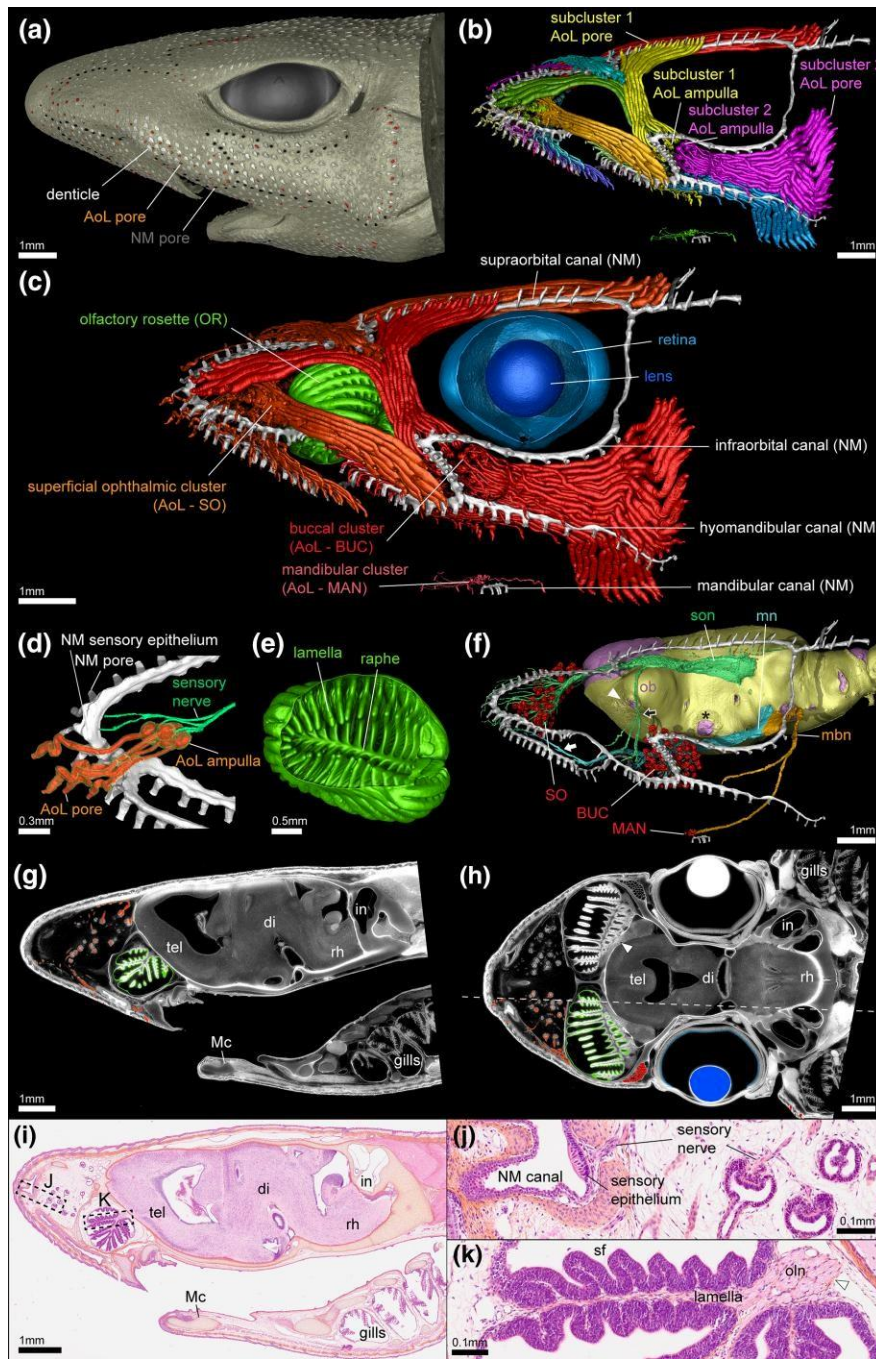 (a)
denticle
AoL pore
NM pore
1mm
(b)
subcluster 1
AoL pore
subcluster 1
AoL ampulla
subcluster 2
AoL ampulla
subcluster
AoL pore
1mm
(c)
supraorbital canal (NM)
olfactory rosette (OR)
retina
lens
infraorbital canal (NM)
superficial ophthalmic cluster
(AoL - SO)
buccal cluster
(AoL - BUC)
hyomandibular canal (NM
mandibular cluster
(AoL - MAN)
mandibular canal (NM)
1mm
(d)
NM sensory epithelium
NM pore
sensory
nerve
AoL ampulla
AoL pore
0.3mm
(e)
lamella
raphe
0.5mm
(f)
son
mn
ob
*
mbn
SO
BUC
MAN
1mm
(g)
tel
di
in
rh
Mc
gills
1mm
(h)
gills
in
tel
di
rh
1mm
(i)
J
K
tel
di
in
rh
Mc
gills
1mm
(j)
sensory
nerve
NM canal
sensory
epithelium
0.1mm
(k)
sf
oln
lamella
0.1mm